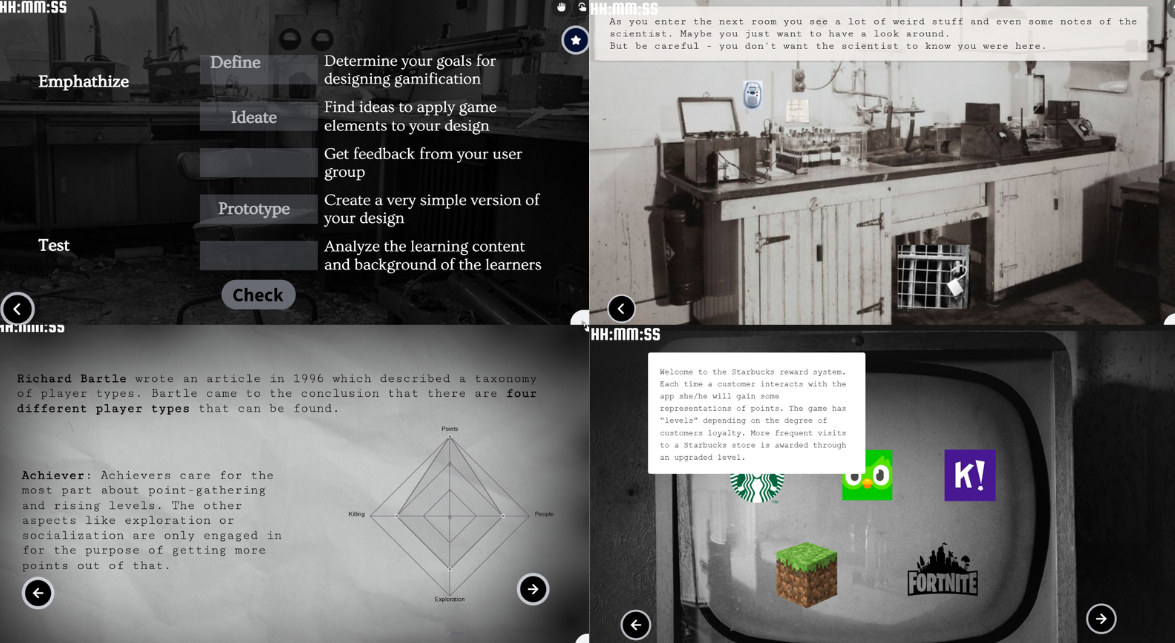 HH:MM:SS
Emphathize
Define
Determine your goals for
designing gamification
Ideate
Find ideas to apply game
elements to your design
Get feedback from your user
group
Prototype
Create a very simple version of
your design
Test
Analyze the learning content
and background of the learners
Check
HH:MM:SS
As you enter the next room you see a lot of weird stuff and even some notes of the
scientist. Maybe you just want to have a look around.
But be careful - you don't want the scientist to know you were here.
HH:MM:SS
Richard Bartle wrote an article in 1996 which described a taxonomy
of player types. Bartle came to the conclusion that there are four
different player types that can be found.
Achiever: Achievers care for the
most part about point-gathering
and rising levels. The other
aspects like exploration or
socialization are only engaged in
for the purpose of getting more
points out of that.
Points
Killing
People
Exploration
HH:MM:SS
Welcome to the Starbucks reward system.
Each time a customer interacts with the
app she/he will gain some
representations of points. The game has
"levels" depending on the degree of
customers loyalty. More frequent visits
to a Starbucks store is awarded through
an upgraded level.
K!
FORTNITE